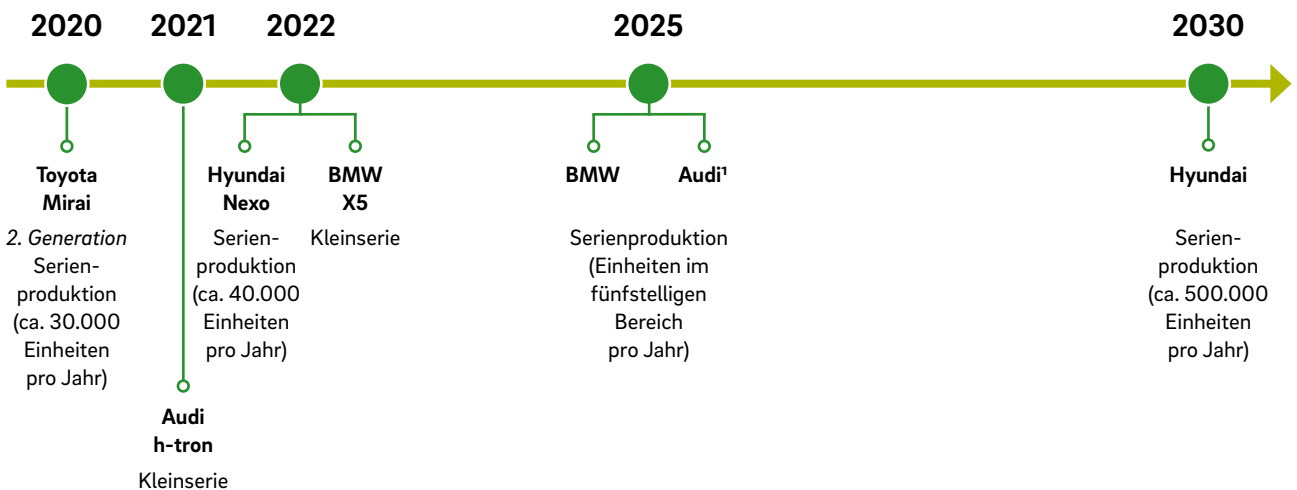 2020
2021
2022
2025
2030
Toyota
Mirai
2. Generation
Serien-
produktion
(ca. 30.000
Einheiten
pro Jahr)
Audi
h-tron
Kleinserie
Hyundai
Nexo
Serien-
produktion
(ca. 40.000
Einheiten
pro Jahr)
BMW
X5
Kleinserie
BMW
Audi¹
Serienproduktion
(Einheiten im
fünfstelligen
Bereich
pro Jahr)
Hyundai
Serien-
produktion
(ca. 500.000
Einheiten
pro Jahr)